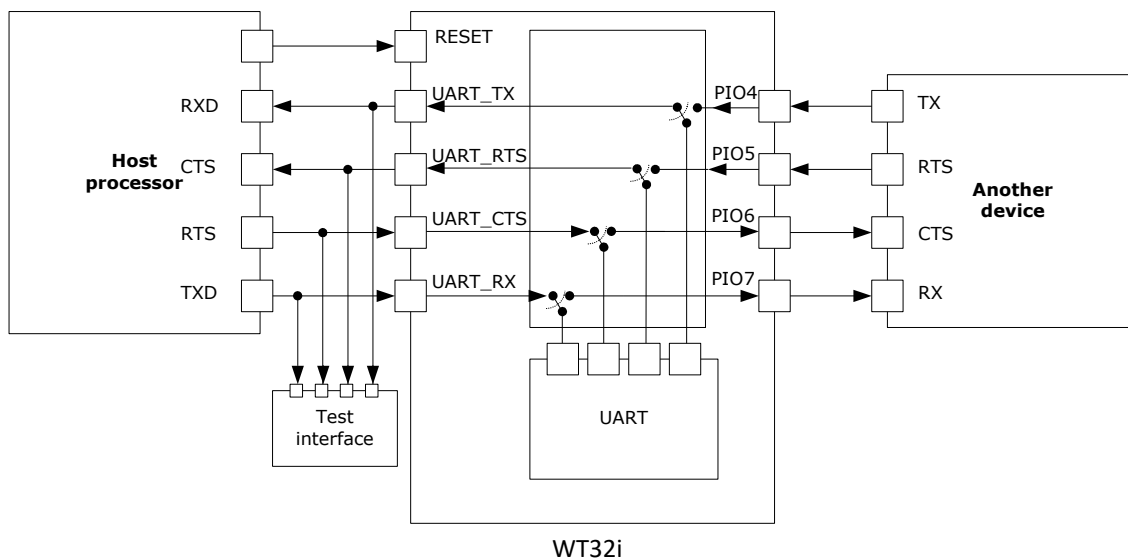 RESET
RXD
UART_TX
PIO4
TX
Host
processor
CTS
UART_RTS
PIO5
RTS
Another
device
RTS
UART_CTS
PIO6
CTS
TXD
UART_RX
PIO7
RX
Test
interface
UART
WT32i